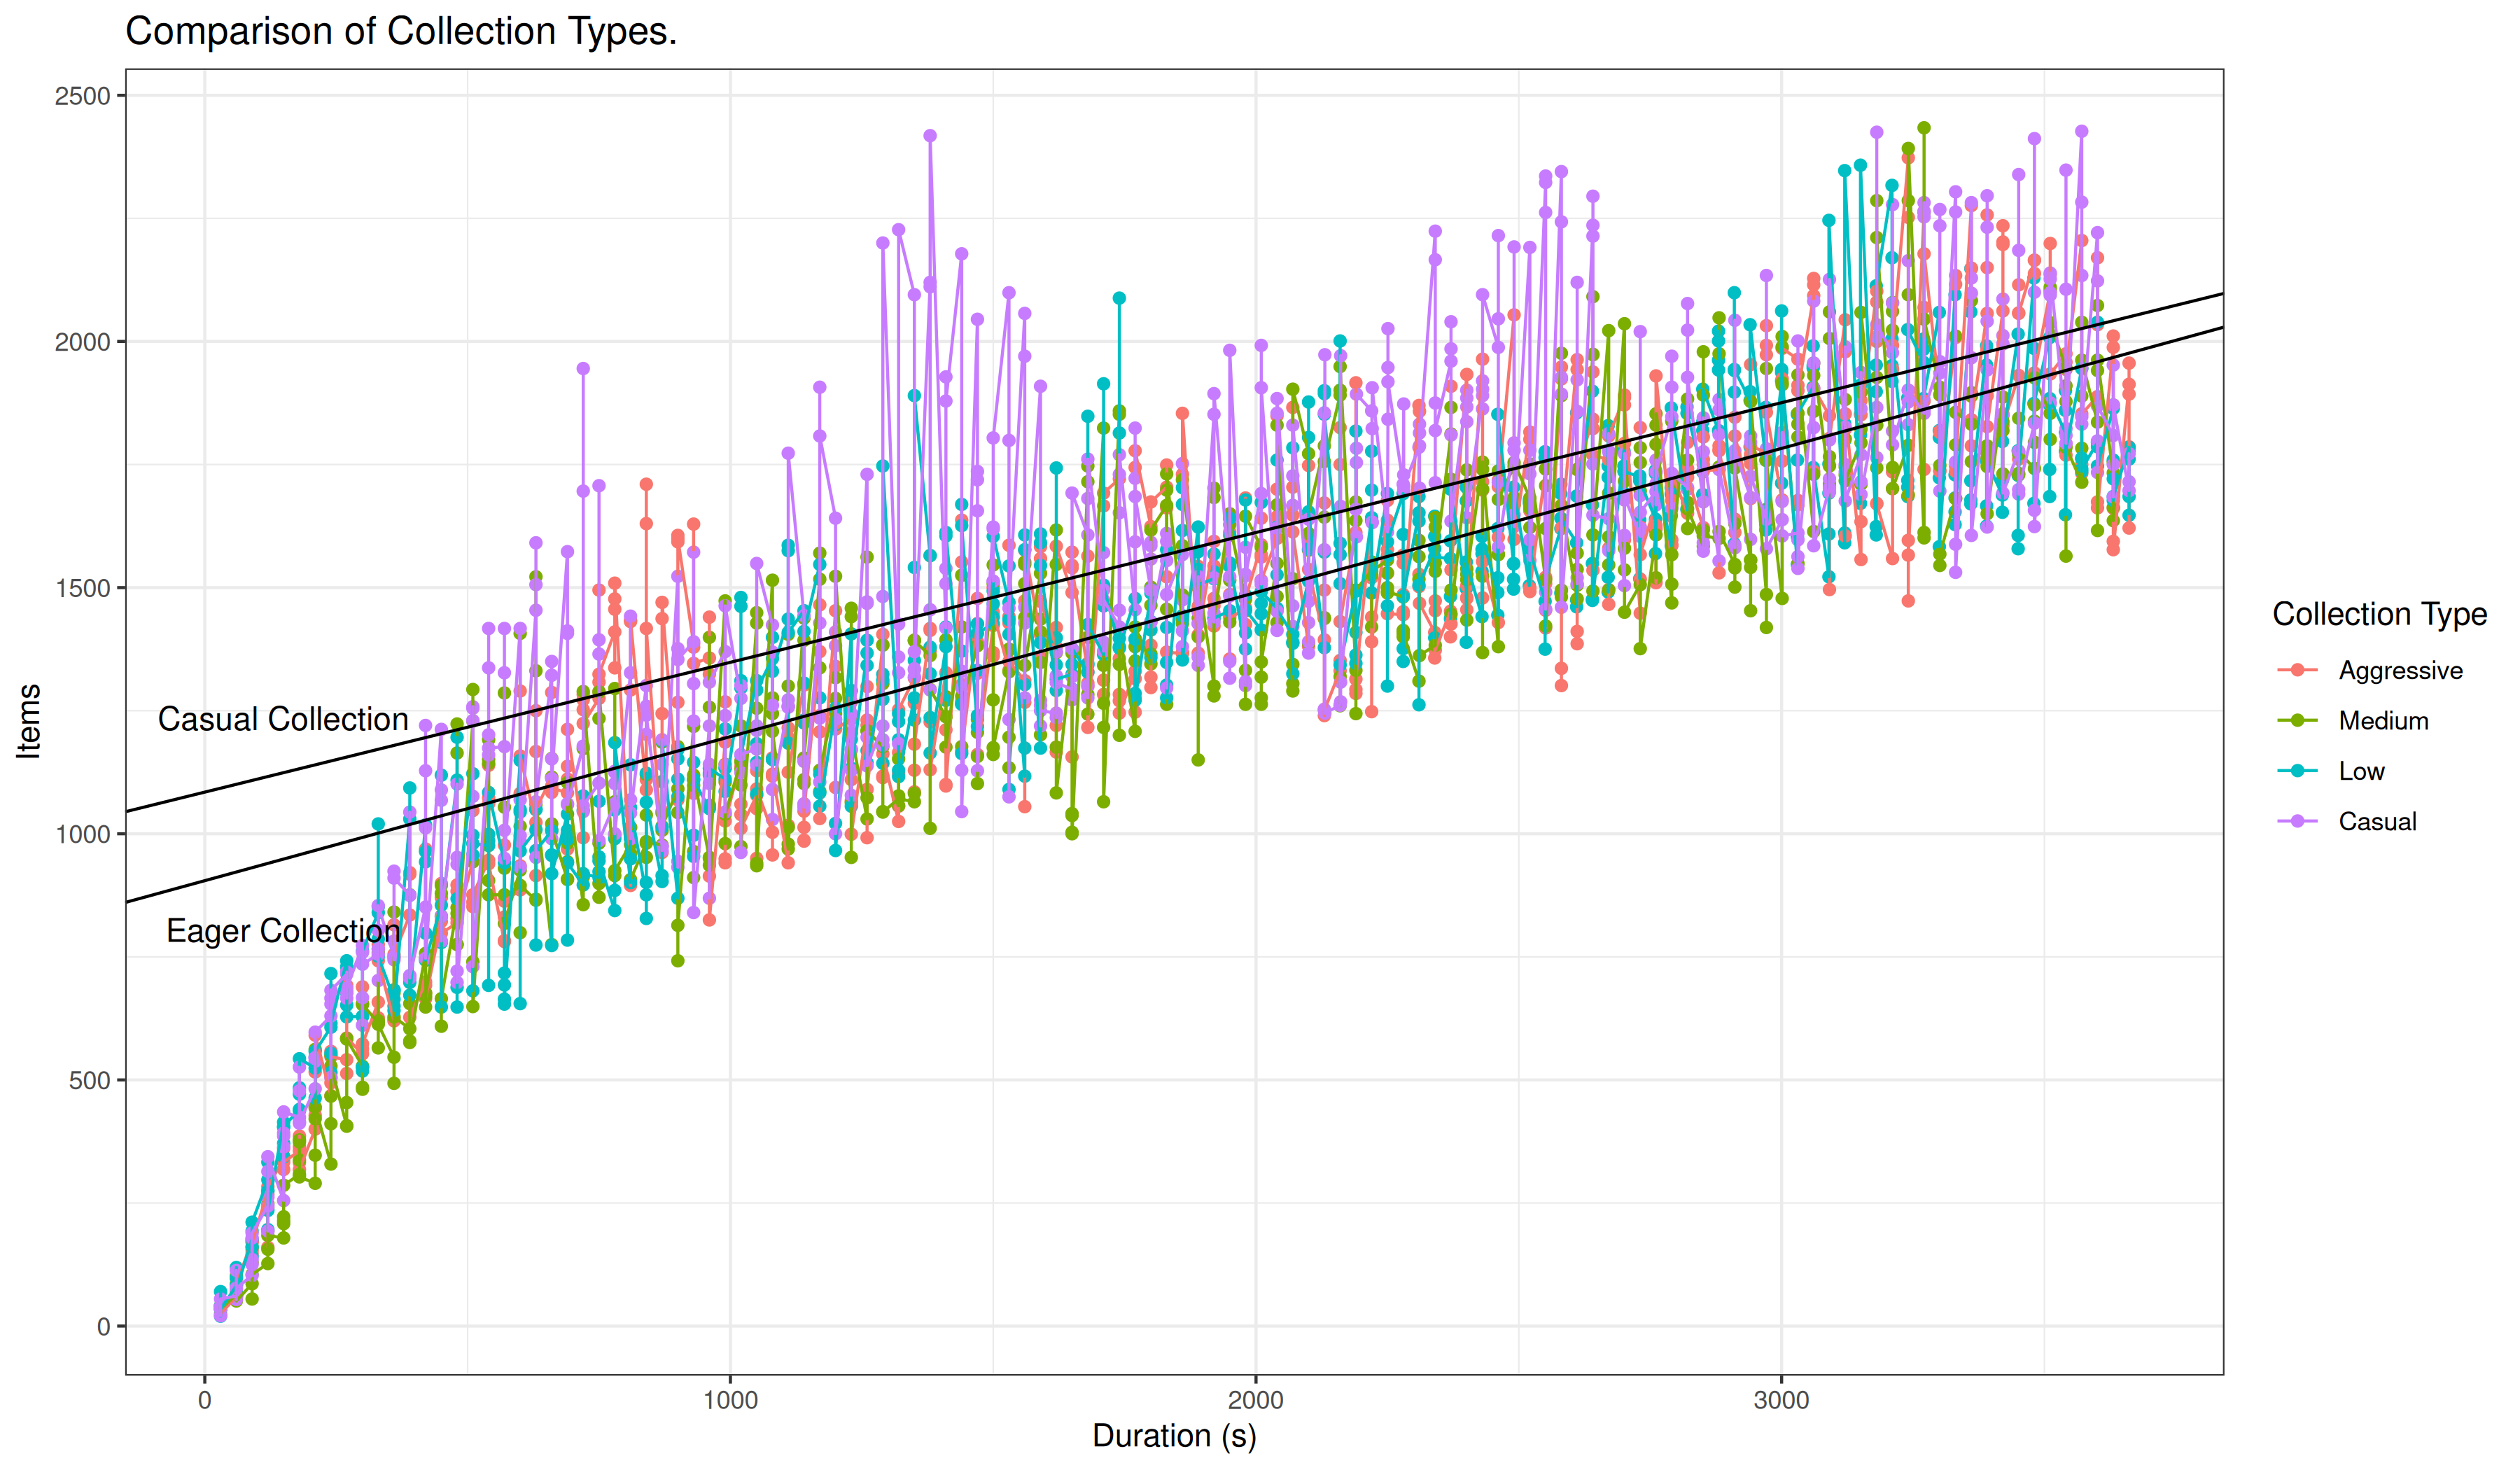 Comparison of Collection Types.
2500
2000
1500
1000
500
0
Items
Casual Collection
Eager Collection
0
1000
2000
3000
Duration (s)
Collection Type
Aggressive
Medium
Low
Casual